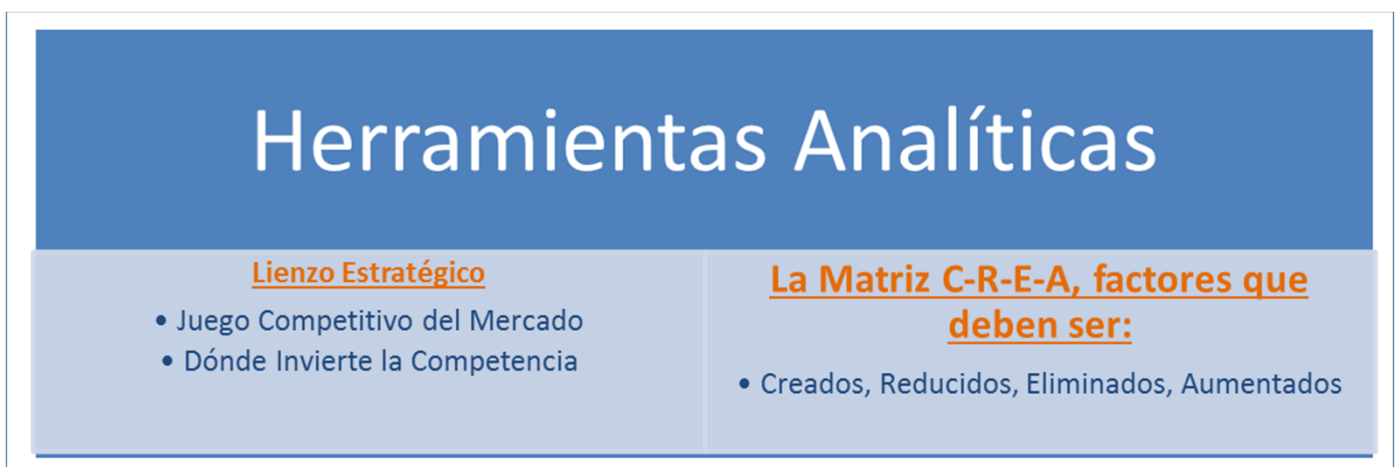 Herramientas Analíticas
Lienzo Estratégico
• Juego Competitivo del Mercado
• Dónde Invierte la Competencia
La Matriz C-R-E-A, factores que
deben ser:
• Creados, Reducidos, Eliminados, Aumentados